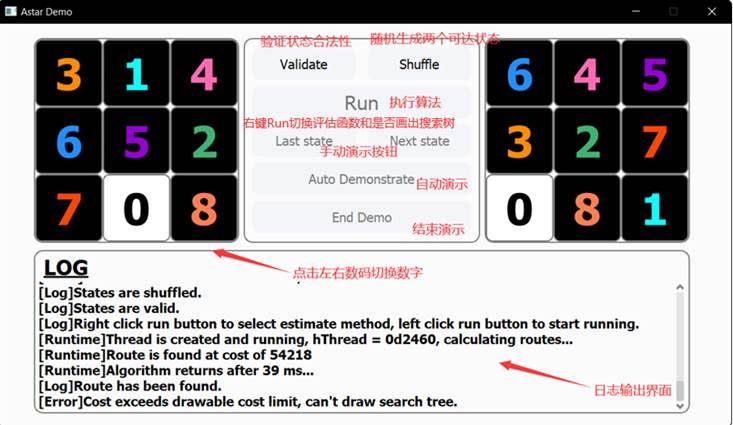 Astar Demo
3 1 4
6 5 2
7 0 8
验证状态合法性
随机生成两个可达状态
Validate
Shuffle
Run
执行算法
右键Run切换评估函数和是否画出搜索树
Last state
Next state
手动演示按钮
Auto Demonstrate
自动演示
End Demo
结束演示
6 4 5
3 2 7
0 8 1
点击左右数码切换数字
LOG
[Log]States are shuffled.
[Log]States are valid.
[Log]Right click run button to select estimate method, left click run button to start running.
[Runtime]Thread is created and running, hThread = 0d2460, calculating routes...
[Runtime]Route is found at cost of 54218
[Runtime]Algorithm returns after 39 ms...
[Log]Route has been found.
[Error]Cost exceeds drawable cost limit, can't draw search tree.
日志输出界面